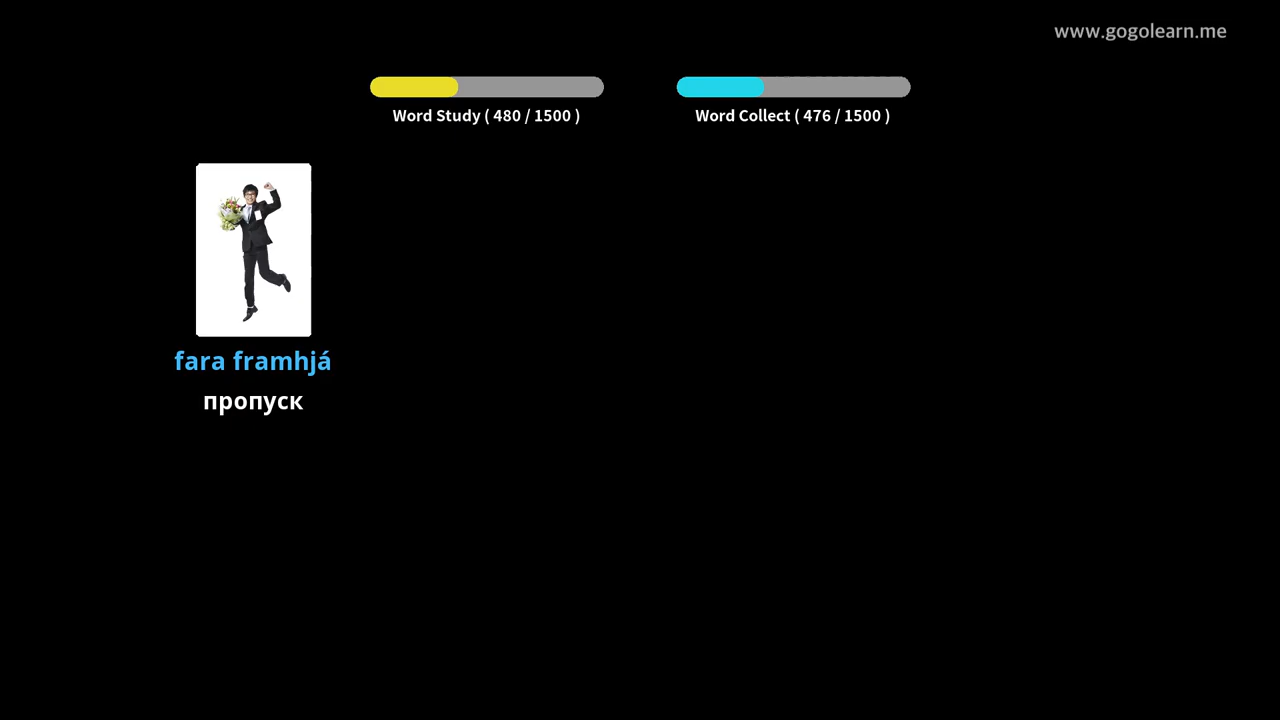 www.gogolearn.me
Word Study ( 480 / 1500 )
Word Collect ( 476 / 1500 )
fara framhjá
пропуск